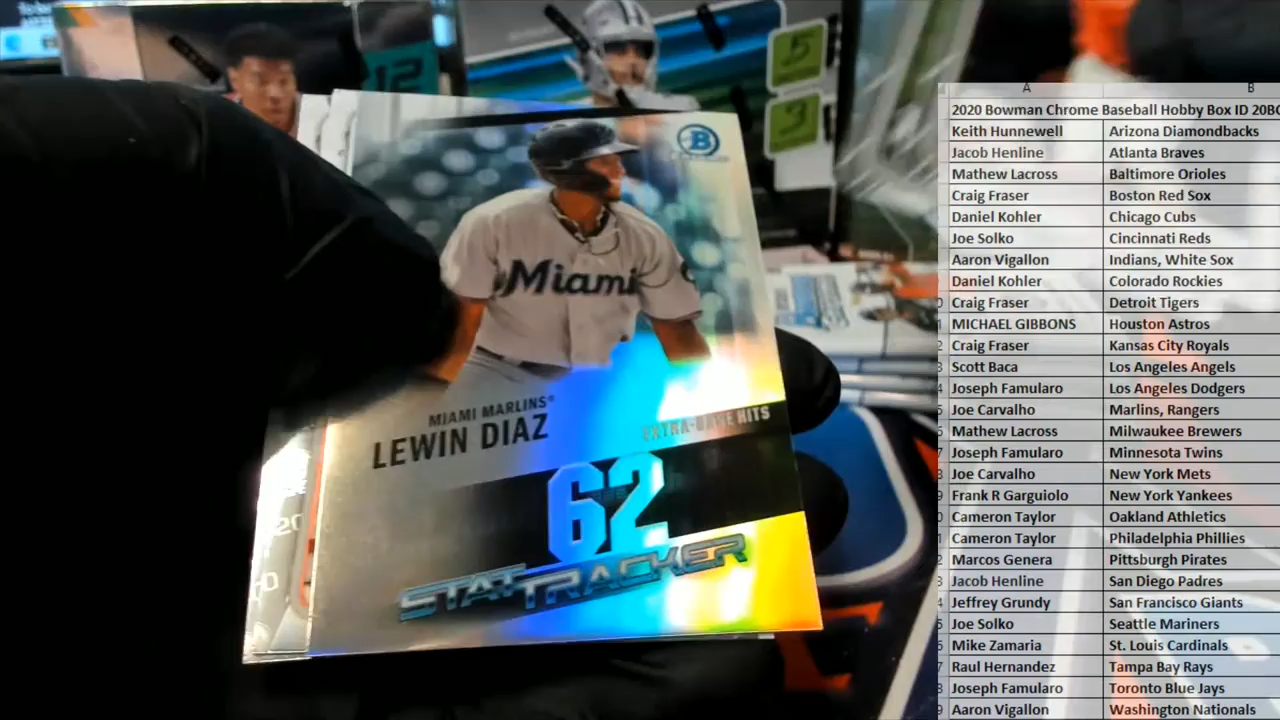 12
5
3
B
Miami
MIAMI MARLINS
LEWIN DIAZ
EXTRA-BASE HITS
62
STAT TRACKER
A B
2020 Bowman Chrome Baseball Hobby Box ID 20BC
Keith Hunnewell Arizona Diamondbacks
Jacob Henline Atlanta Braves
Mathew Lacross Baltimore Orioles
Craig Fraser Boston Red Sox
Daniel Kohler Chicago Cubs
Joe Solko Cincinnati Reds
Aaron Vigallon Indians, White Sox
Daniel Kohler Colorado Rockies
Craig Fraser Detroit Tigers
MICHAEL GIBBONS Houston Astros
Craig Fraser Kansas City Royals
Scott Baca Los Angeles Angels
Joseph Famularo Los Angeles Dodgers
Joe Carvalho Marlins, Rangers
Mathew Lacross Milwaukee Brewers
Joseph Famularo Minnesota Twins
Joe Carvalho New York Mets
Frank R Garguiolo New York Yankees
Cameron Taylor Oakland Athletics
Cameron Taylor Philadelphia Phillies
Marcos Genera Pittsburgh Pirates
Jacob Henline San Diego Padres
Jeffrey Grundy San Francisco Giants
Joe Solko Seattle Mariners
Mike Zamaria St. Louis Cardinals
Raul Hernandez Tampa Bay Rays
Joseph Famularo Toronto Blue Jays
Aaron Vigallon Washington Nationals